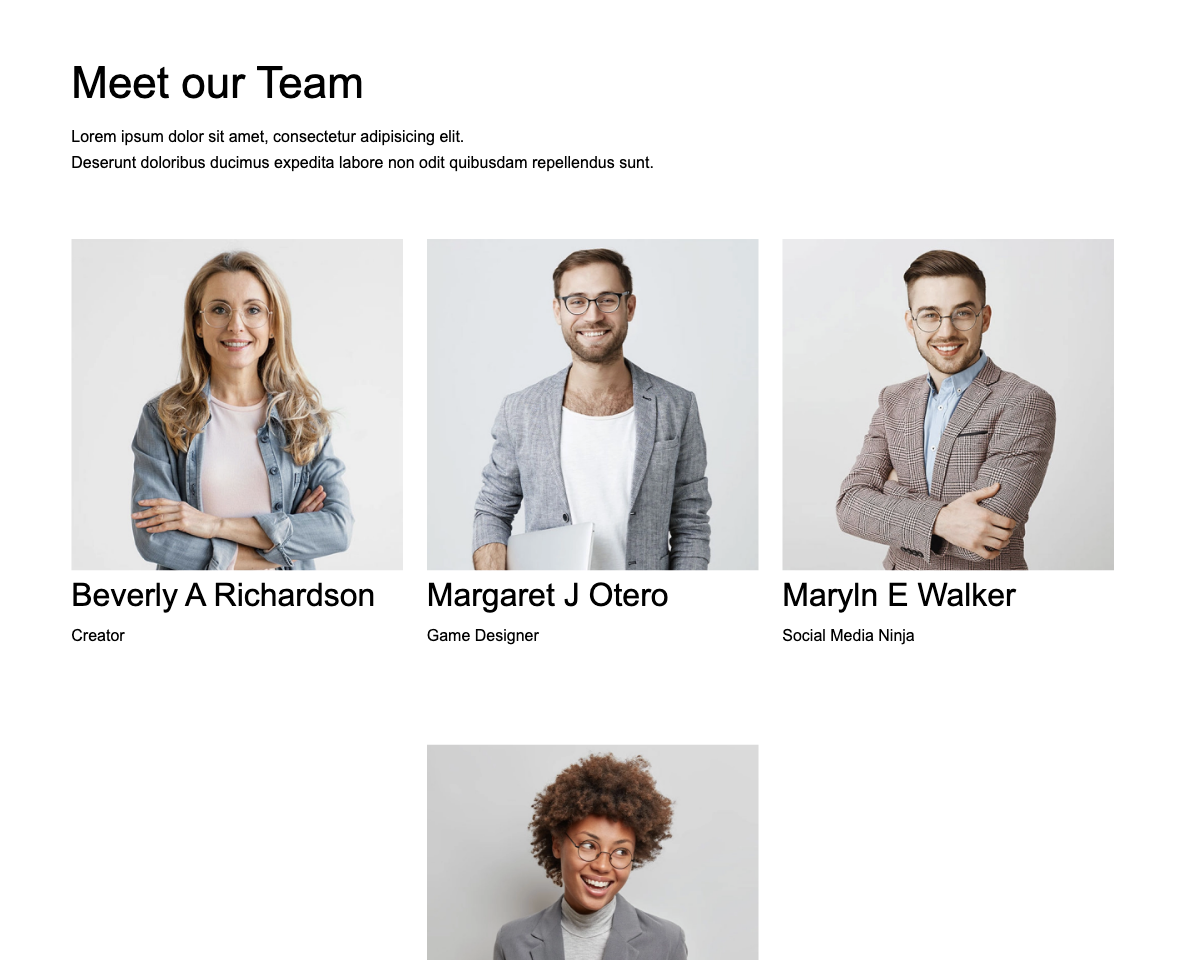 Meet our Team
Lorem ipsum dolor sit amet, consectetur adipisicing elit.
Deserunt doloribus ducimus expedita labore non odit quibusdam repellendus sunt.
Beverly A Richardson
Creator
Margaret J Otero
Game Designer
Maryln E Walker
Social Media Ninja